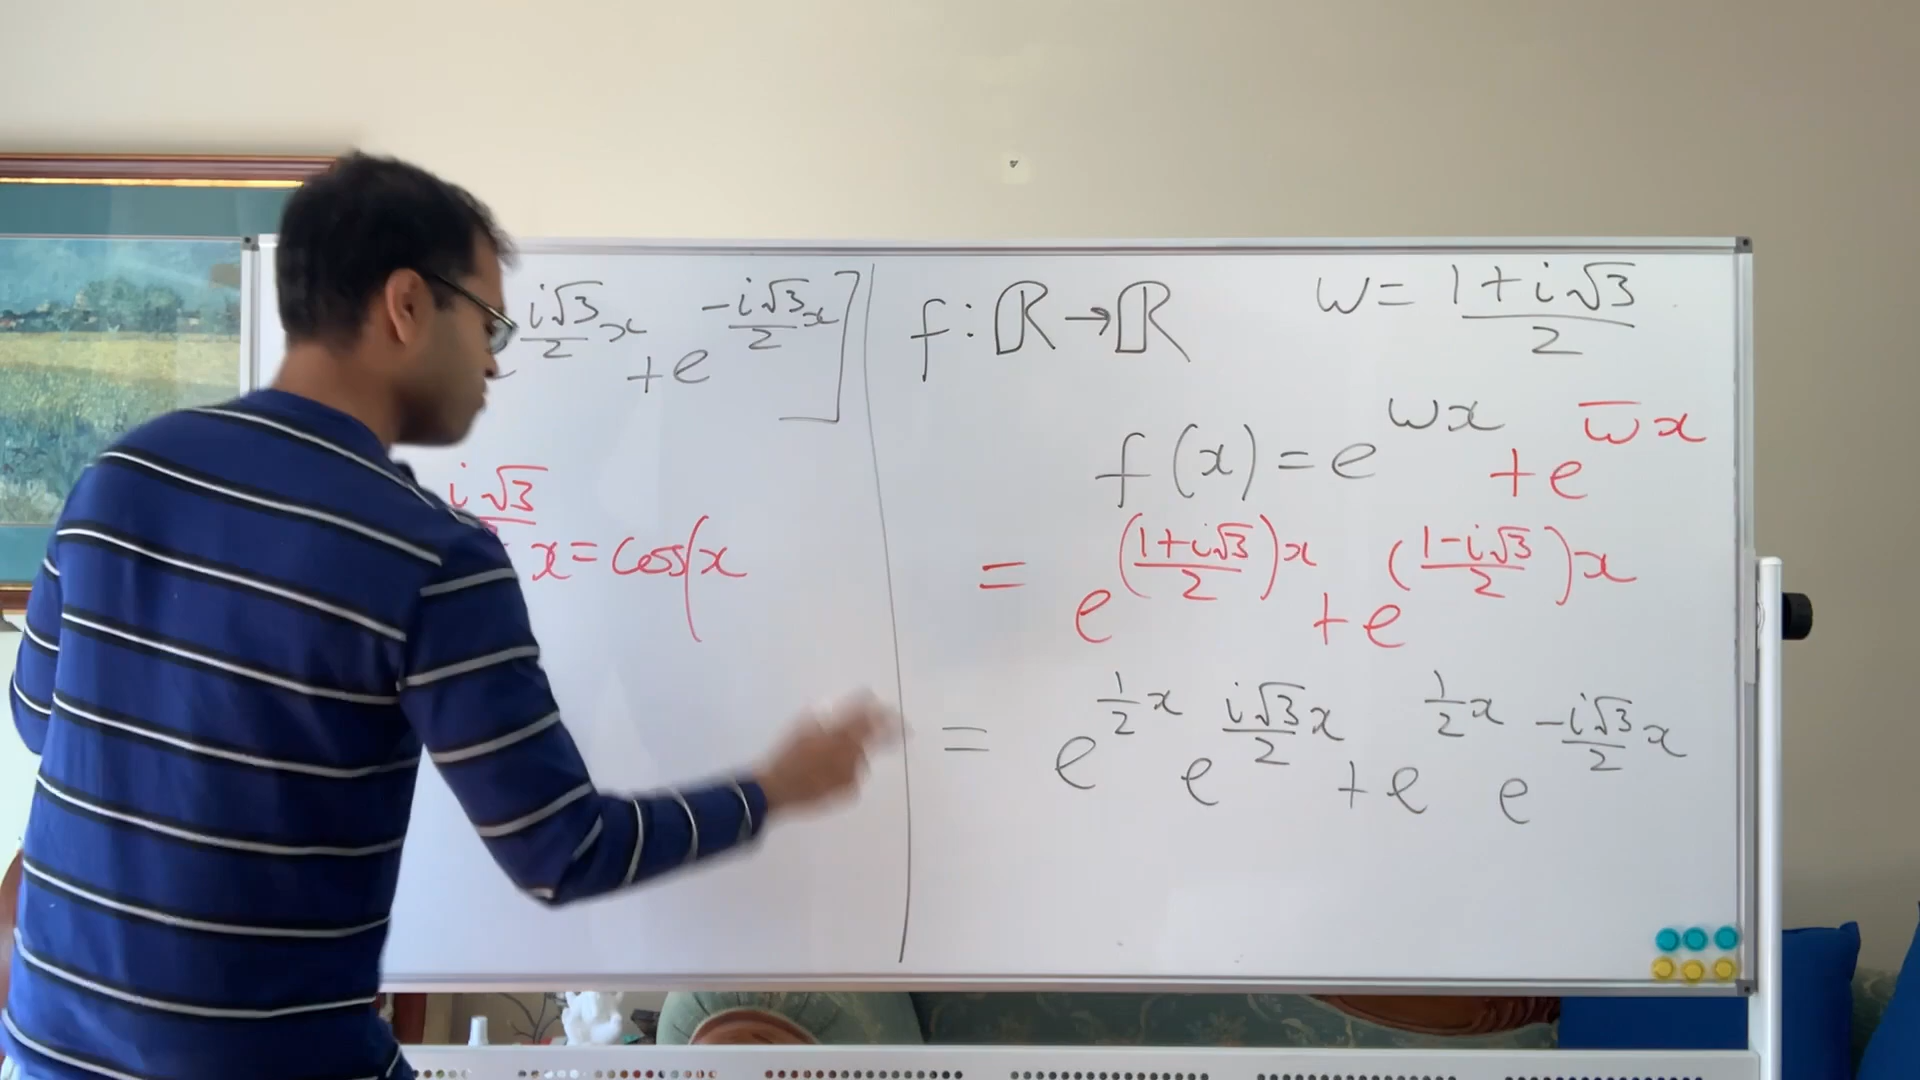 i√3/2 x + e^(-i√3/2 x) ]
i√3 x = cos(x
f : ℝ → ℝ
w = (1 + i√3)/2
f(x) = e^(wx) + e^(w̅x)
= e^((1+i√3)/2)x + e^((1-i√3)/2)x
= e^(1/2 x) e^(i√3/2 x) + e^(1/2 x) e^(-i√3/2 x)